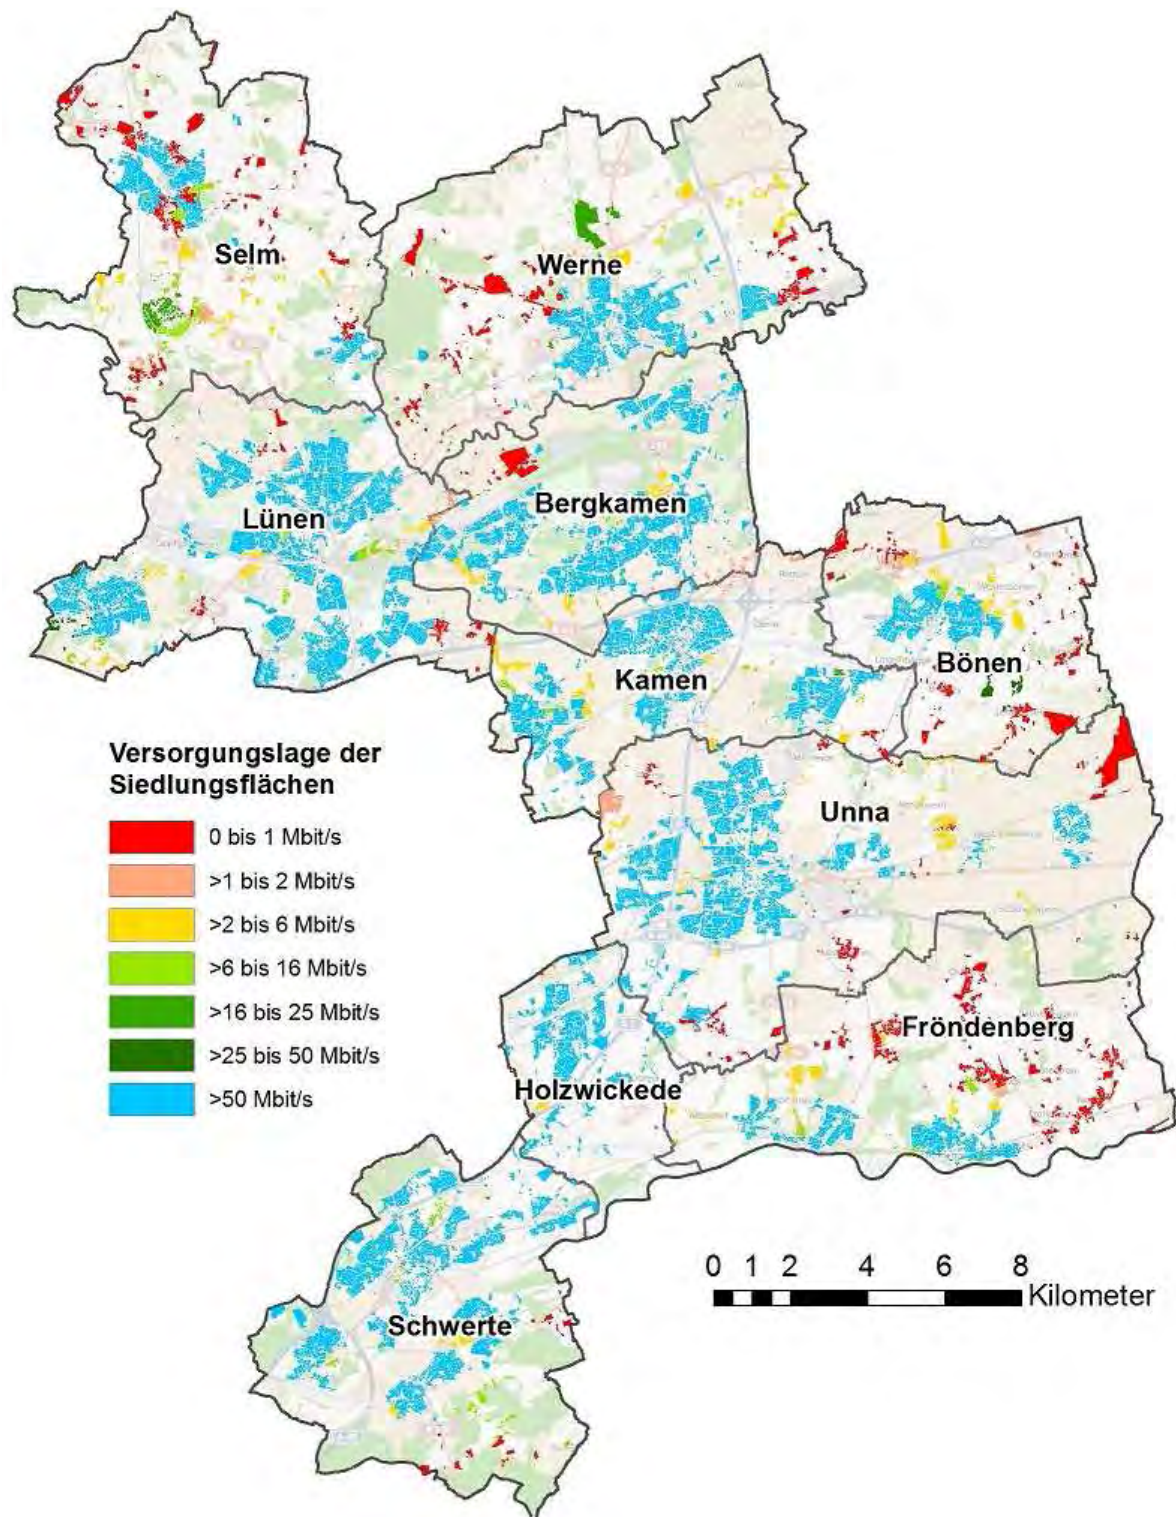 Selm
Werne
Lünen
Bergkamen
Kamen
Bönen
Versorgungslage der
Siedlungsflächen
0 bis 1 Mbit/s
>1 bis 2 Mbit/s
>2 bis 6 Mbit/s
>6 bis 16 Mbit/s
>16 bis 25 Mbit/s
>25 bis 50 Mbit/s
>50 Mbit/s
Unna
Fröndenberg
Holzwickede
Schwerte
0 1 2 4 6 8
Kilometer